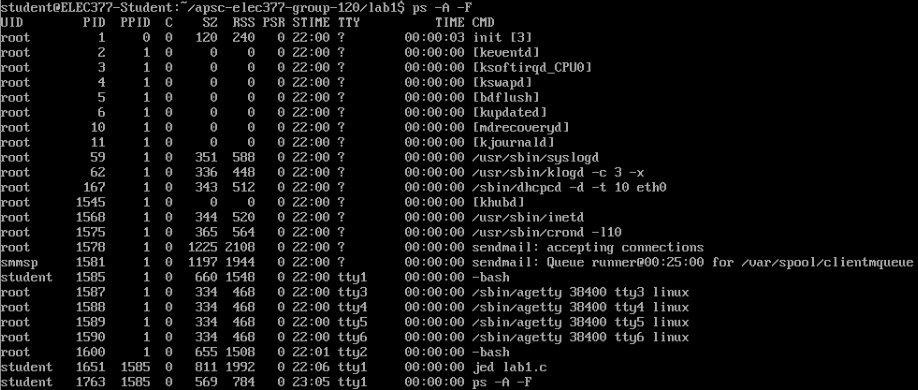 student@ELEC377-Student:~/apsc-elec377-group-120/lab1$ ps -A -F
UID        PID  PPID  C    SZ   RSS PSR STIME TTY          TIME CMD
root         1     0  0   120   240   0 22:00 ?        00:00:03 init [3]
root         2     1  0     0     0   0 22:00 ?        00:00:00 [keventd]
root         3     1  0     0     0   0 22:00 ?        00:00:00 [ksoftirqd_CPU0]
root         4     1  0     0     0   0 22:00 ?        00:00:00 [kswapd]
root         5     1  0     0     0   0 22:00 ?        00:00:00 [bdflush]
root         6     1  0     0     0   0 22:00 ?        00:00:00 [kupdated]
root        10     1  0     0     0   0 22:00 ?        00:00:00 [mdrecoveryd]
root        11     1  0     0     0   0 22:00 ?        00:00:00 [kjournald]
root        59     1  0   351   588   0 22:00 ?        00:00:00 /usr/sbin/syslogd
root        62     1  0   336   448   0 22:00 ?        00:00:00 /usr/sbin/klogd -c 3 -x
root       167     1  0   343   512   0 22:00 ?        00:00:00 /sbin/dhcpcd -d -t 10 eth0
root      1545     1  0     0     0   0 22:00 ?        00:00:00 [khubd]
root      1568     1  0   344   520   0 22:00 ?        00:00:00 /usr/sbin/inetd
root      1575     1  0   365   564   0 22:00 ?        00:00:00 /usr/sbin/crond -l10
root      1578     1  0  1225  2108   0 22:00 ?        00:00:00 sendmail: accepting connections
smmsp     1581     1  0  1197  1944   0 22:00 ?        00:00:00 sendmail: Queue runner@00:25:00 for /var/spool/clientmqueue
student   1585     1  0   660  1548   0 22:00 tty1     00:00:00 -bash
root      1587     1  0   334   468   0 22:00 tty3     00:00:00 /sbin/agetty 38400 tty3 linux
root      1588     1  0   334   468   0 22:00 tty4     00:00:00 /sbin/agetty 38400 tty4 linux
root      1589     1  0   334   468   0 22:00 tty5     00:00:00 /sbin/agetty 38400 tty5 linux
root      1590     1  0   334   468   0 22:00 tty6     00:00:00 /sbin/agetty 38400 tty6 linux
root      1600     1  0   655  1508   0 22:01 tty2     00:00:00 -bash
student   1651  1585  0   811  1992   0 22:06 tty1     00:00:00 jed lab1.c
student   1763  1585  0   569   784   0 23:05 tty1     00:00:00 ps -A -F